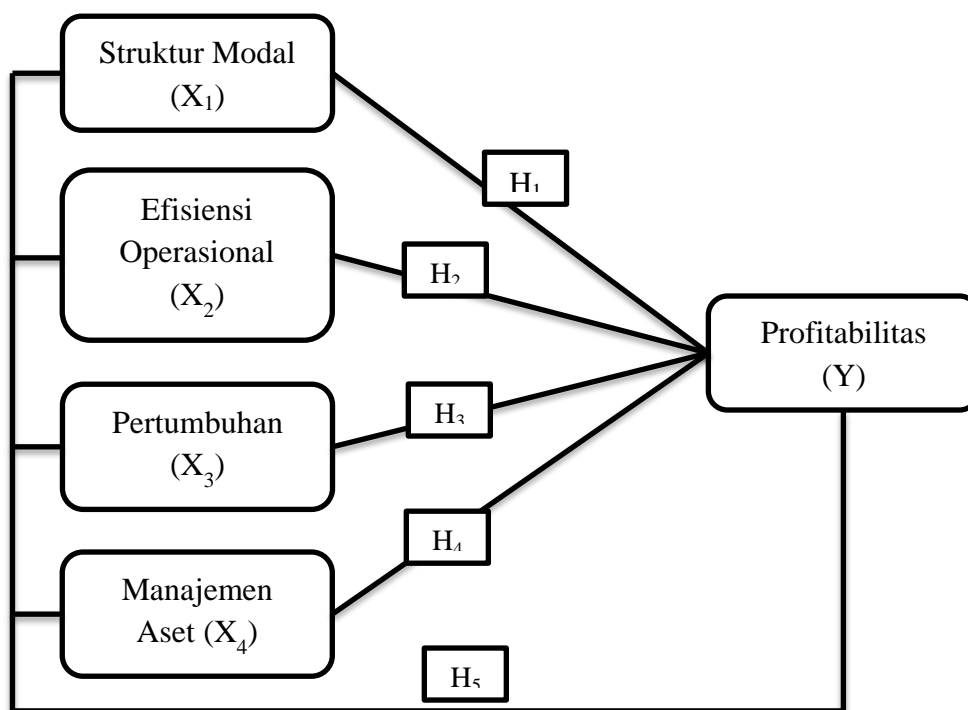 Struktur Modal
(X₁)
H₁
Efisiensi
Operasional
(X₂)
H₂
Profitabilitas
(Y)
Pertumbuhan
(X₃)
H₃
H₄
Manajemen
Aset (X₄)
H₅